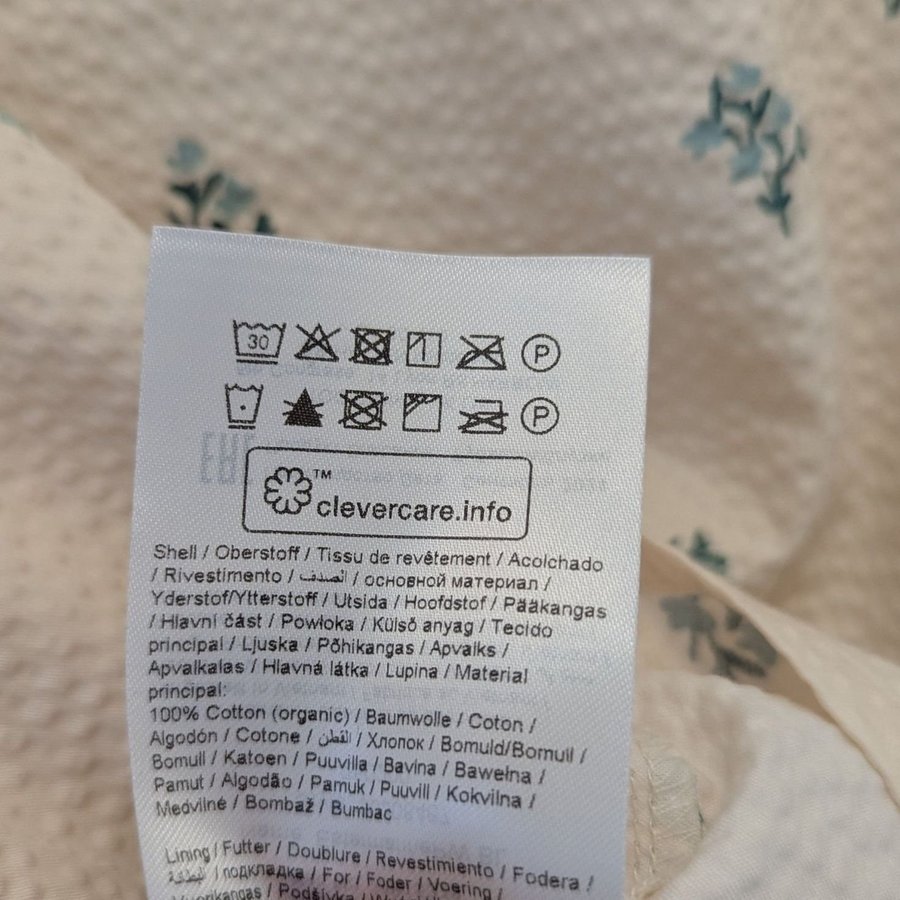 30 P
P
TM
clevercare.info
Shell / Oberstoff / Tissu de revêtement / Acolchado
/ Rivestimento / الصدف / основной материал /
Yderstof/Ytterstoff / Utsida / Hoofdstof / Pääkangas
/ Hlavní část / Powłoka / Külső anyag / Tecido
principal / Ljuska / Põhikangas / Apvalks /
Apvalkalas / Hlavná látka / Lupina / Material
principal:
100% Cotton (organic) / Baumwolle / Coton /
Algodón / Cotone / القطن / Хлопок / Bomuld/Bomull /
Bomull / Katoen / Puuvilla / Bavlna / Bawełna /
Pamut / Algodão / Pamuk / Puuvill / Kokvilna /
Medvilnė / Bombaž / Bumbac
Lining / Futter / Doublure / Revestimiento / Fodera /
/ подкладка / For / Foder / Voering /
Vuorikangas / Podšívka /